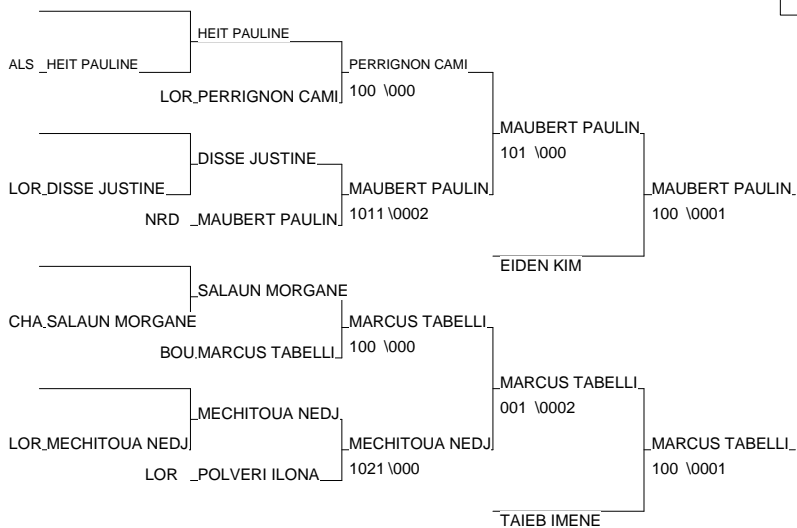 HEIT PAULINE
ALS HEIT PAULINE
PERRIGNON CAMI
LOR PERRIGNON CAMI
100 \000
MAUBERT PAULIN
101 \000
DISSE JUSTINE
LOR DISSE JUSTINE
MAUBERT PAULIN
MAUBERT PAULIN
NRD MAUBERT PAULIN
1011 \0002
100 \0001
EIDEN KIM
SALAUN MORGANE
CHA SALAUN MORGANE
MARCUS TABELLI
BOU MARCUS TABELLI
100 \000
MARCUS TABELLI
001 \0002
MECHITOUA NEDJ
LOR MECHITOUA NEDJ
MECHITOUA NEDJ
MARCUS TABELLI
LOR POLVERI ILONA
1021 \000
100 \0001
TAIEB IMENE